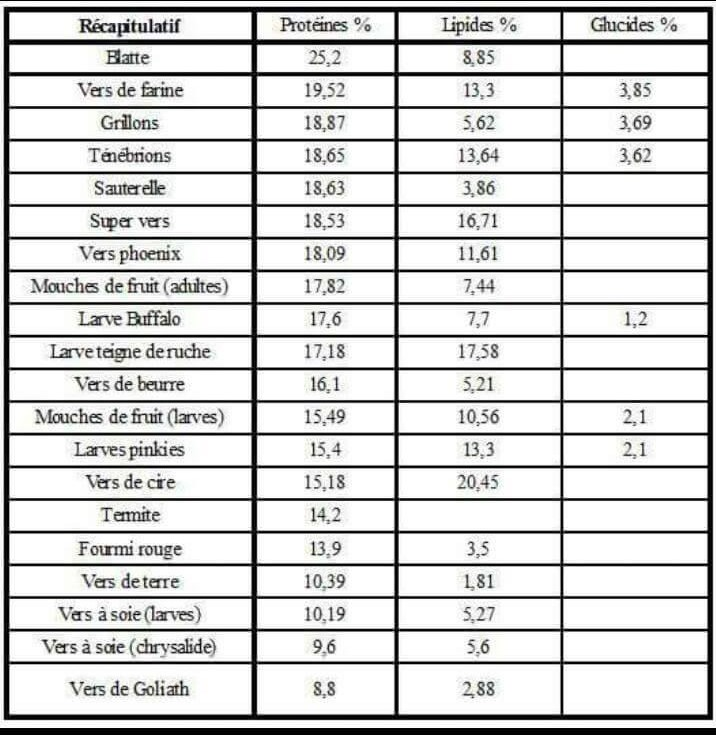 Récapitulatif Protéines % Lipides % Glucides %
Blatte 25,2 8,85
Vers de farine 19,52 13,3 3,85
Grillons 18,87 5,62 3,69
Ténébrions 18,65 13,64 3,62
Sauterelle 18,63 3,86
Super vers 18,53 16,71
Vers phoenix 18,09 11,61
Mouches de fruit (adultes) 17,82 7,44
Larve Buffalo 17,6 7,7 1,2
Larve teigne de ruche 17,18 17,58
Vers de beurre 16,1 5,21
Mouches de fruit (larves) 15,49 10,56 2,1
Larves pinkies 15,4 13,3 2,1
Vers de cire 15,18 20,45
Termite 14,2
Fourmi rouge 13,9 3,5
Vers de terre 10,39 1,81
Vers à soie (larves) 10,19 5,27
Vers à soie (chrysalide) 9,6 5,6
Vers de Goliath 8,8 2,88